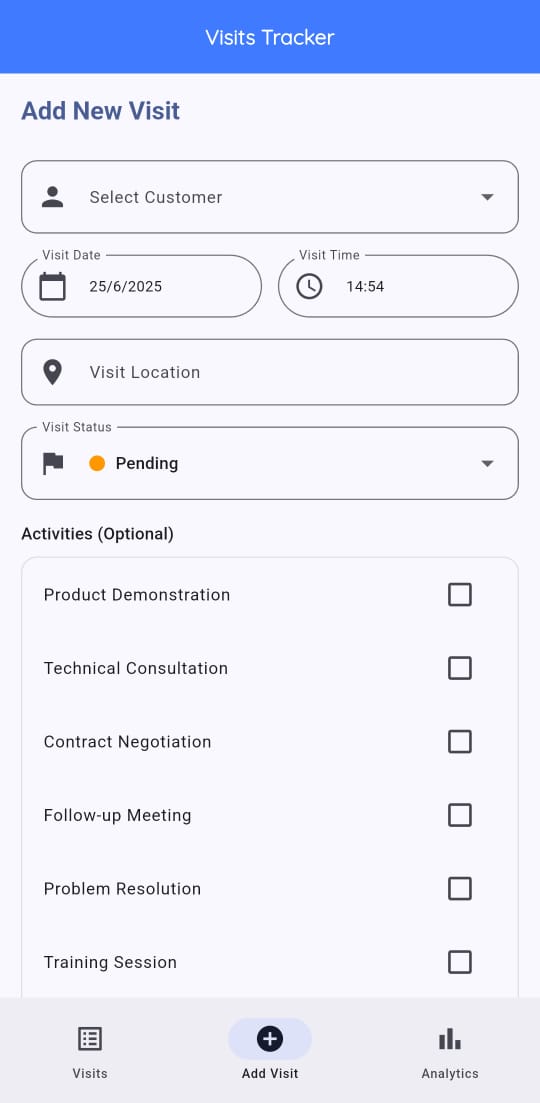 Visits Tracker
Add New Visit
Select Customer
Visit Date
25/6/2025
Visit Time
14:54
Visit Location
Visit Status
Pending
Activities (Optional)
Product Demonstration
Technical Consultation
Contract Negotiation
Follow-up Meeting
Problem Resolution
Training Session
Visits
Add Visit
Analytics